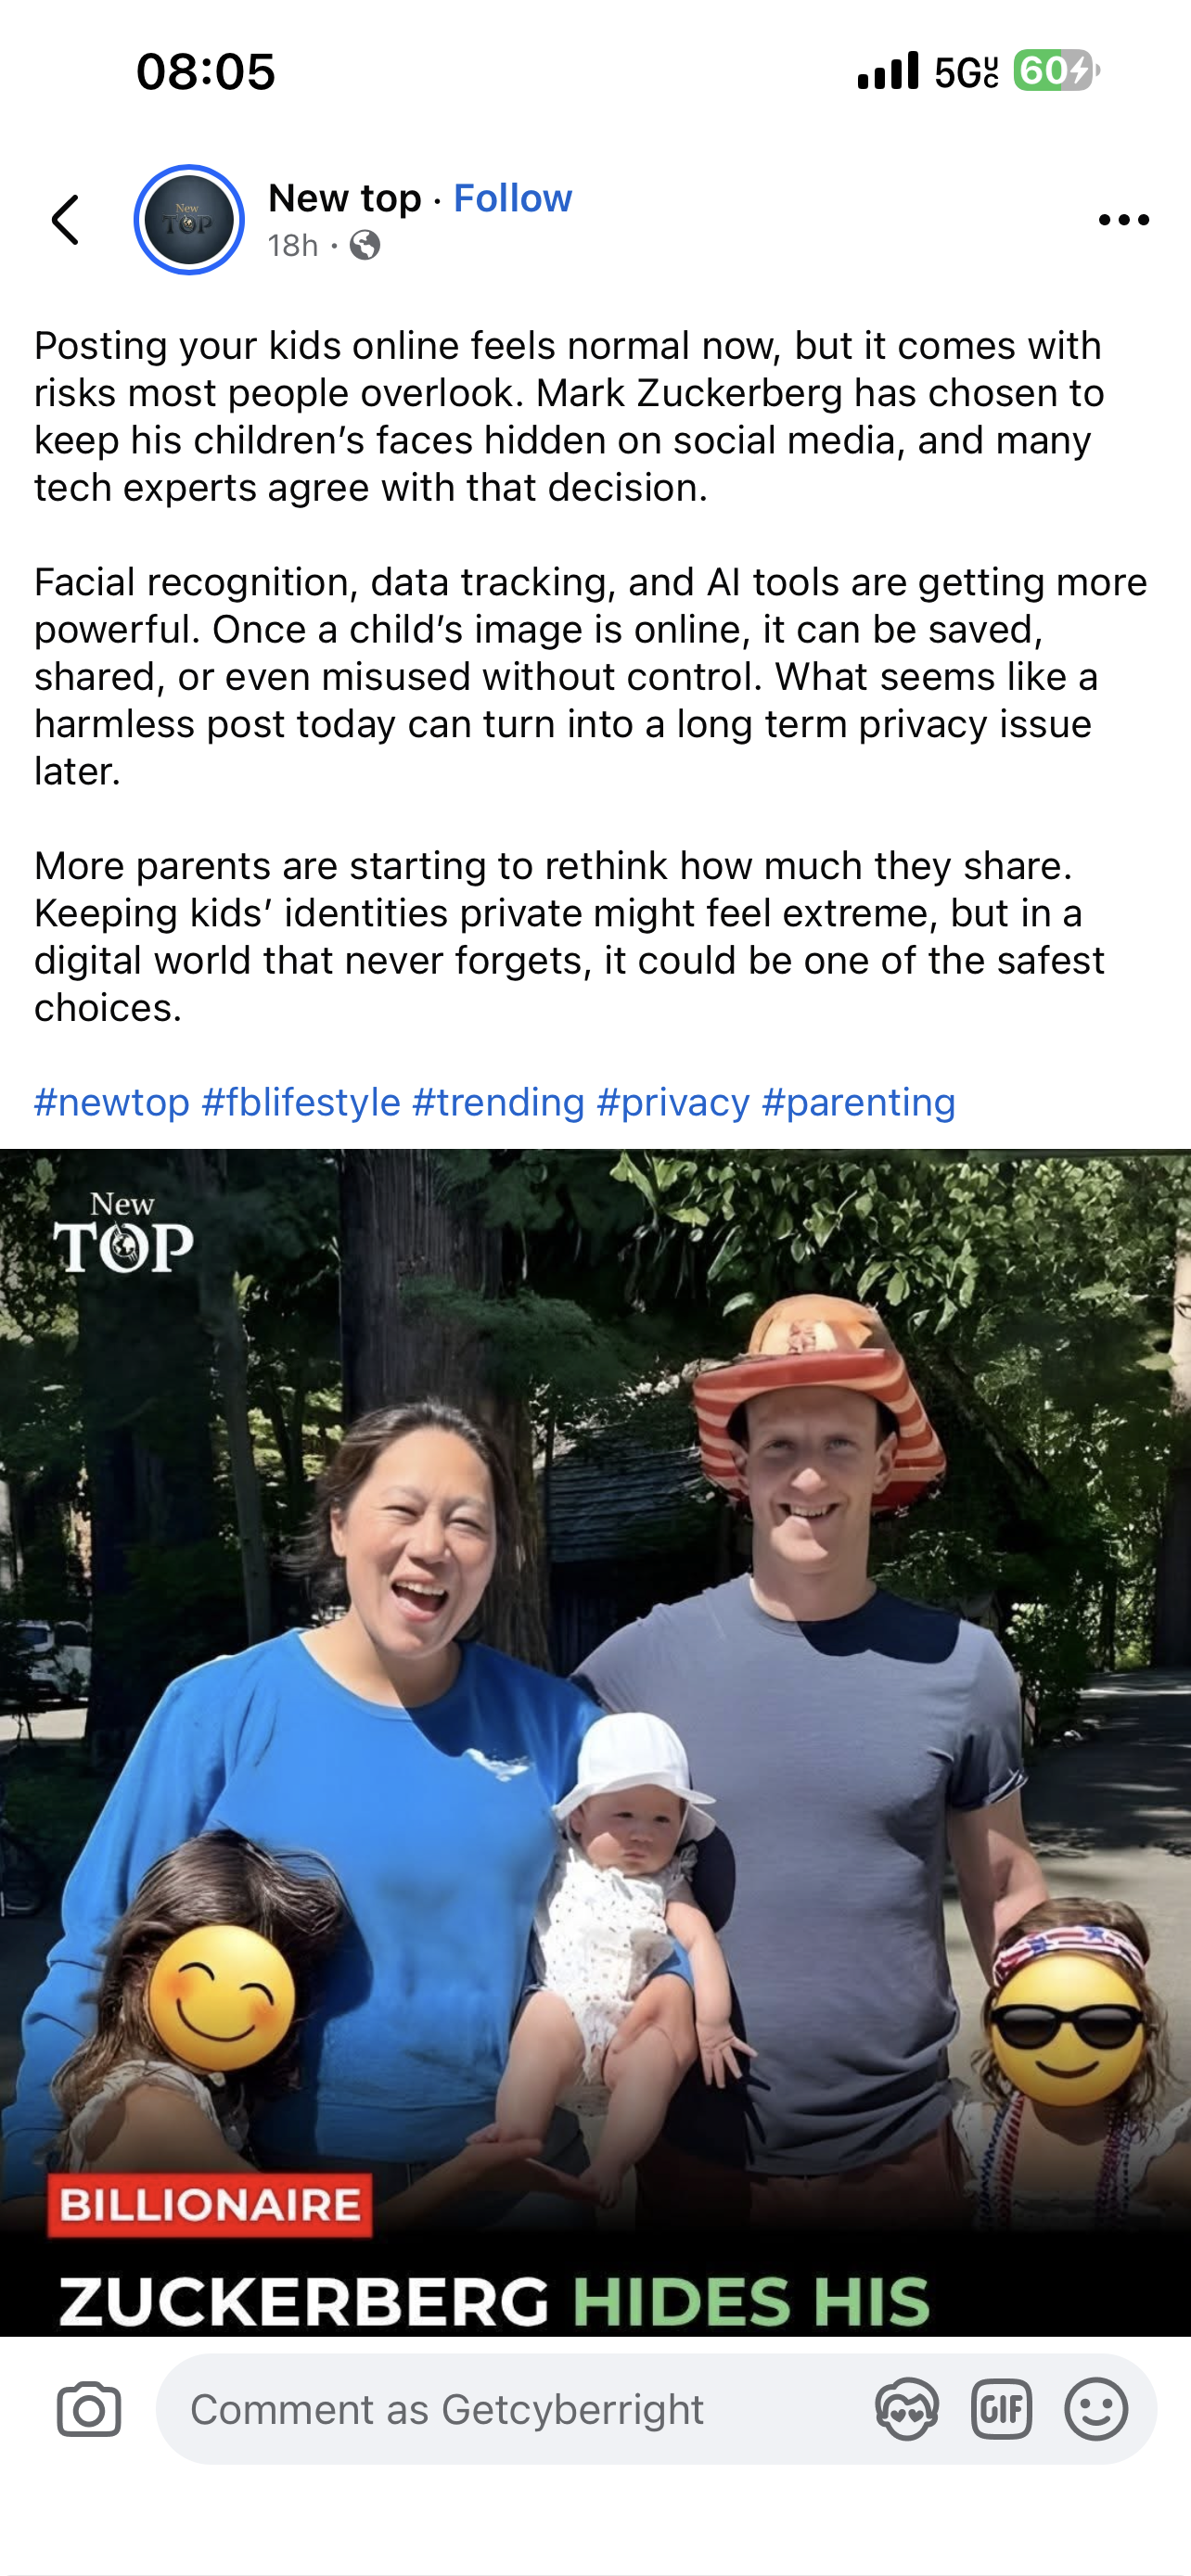 08:05
5GUC 60
New top · Follow
18h ·
Posting your kids online feels normal now, but it comes with
risks most people overlook. Mark Zuckerberg has chosen to
keep his children’s faces hidden on social media, and many
tech experts agree with that decision.
Facial recognition, data tracking, and AI tools are getting more
powerful. Once a child’s image is online, it can be saved,
shared, or even misused without control. What seems like a
harmless post today can turn into a long term privacy issue
later.
More parents are starting to rethink how much they share.
Keeping kids’ identities private might feel extreme, but in a
digital world that never forgets, it could be one of the safest
choices.
#newtop #fblifestyle #trending #privacy #parenting
New
TOP
BILLIONAIRE
ZUCKERBERG HIDES HIS
Comment as Getcyberright
GIF